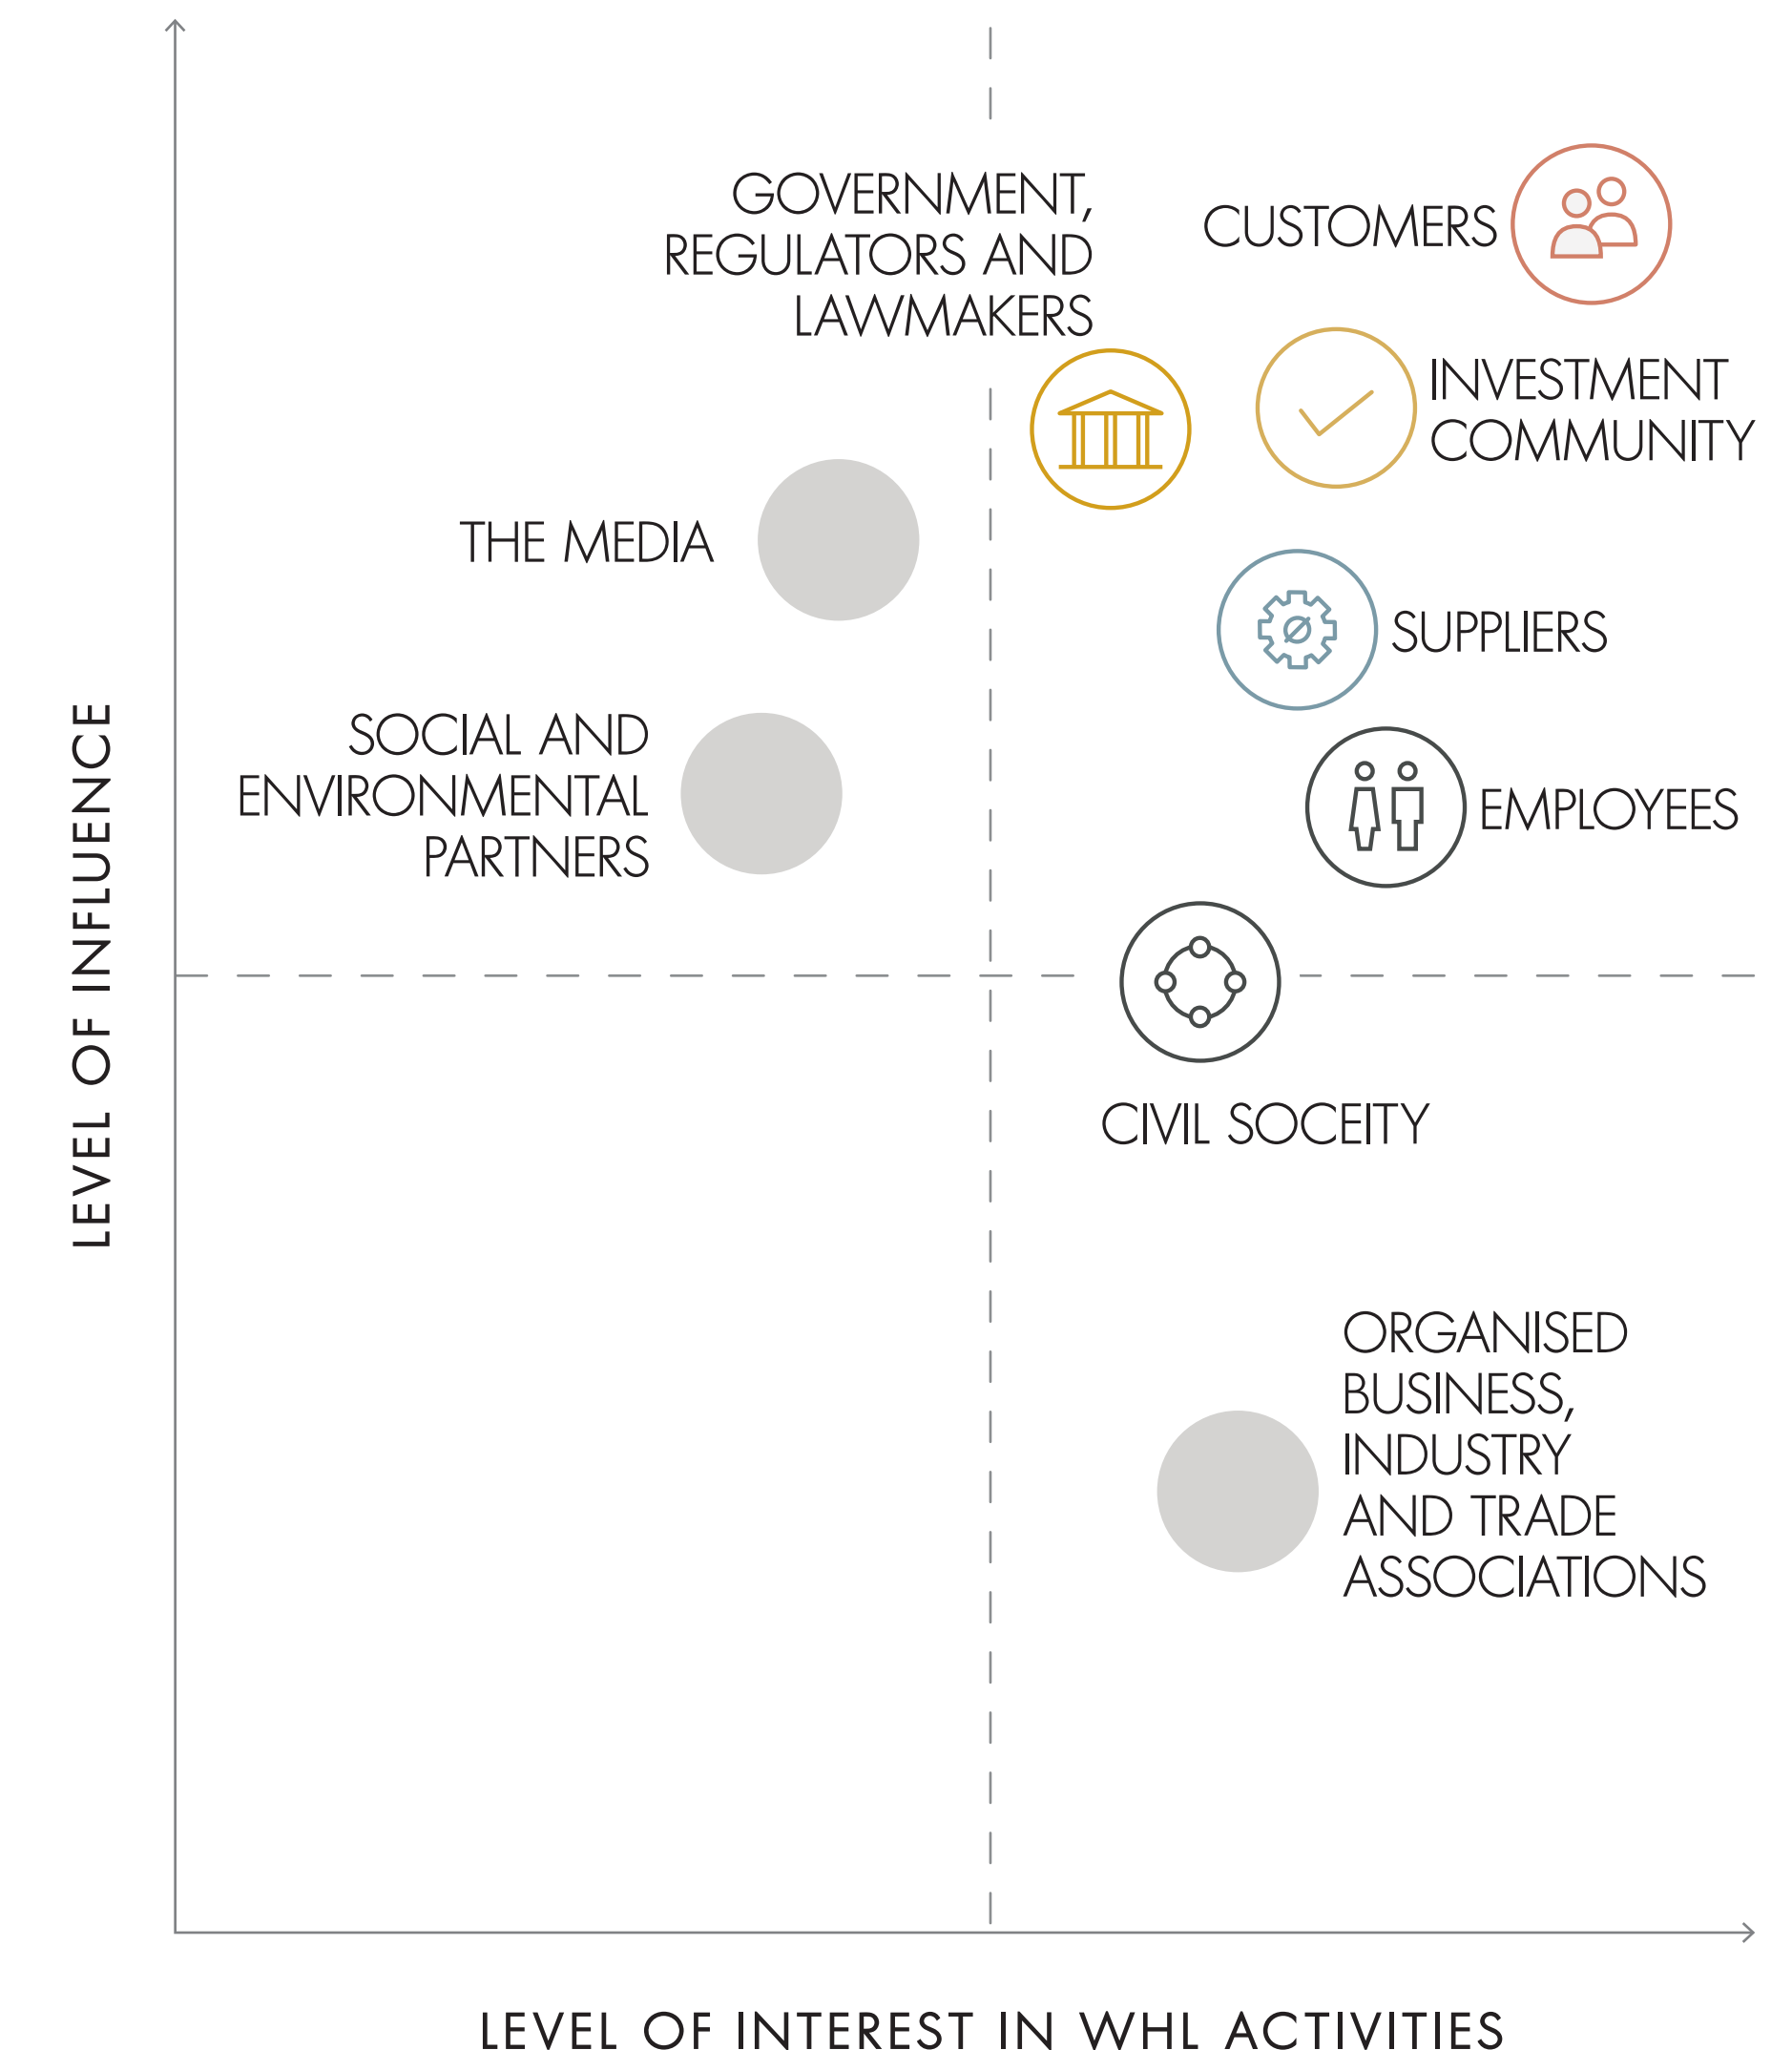 GOVERNMENT,
REGULATORS AND
LAWMAKERS
CUSTOMERS
INVESTMENT
COMMUNITY
THE MEDIA
SUPPLIERS
SOCIAL AND
ENVIRONMENTAL
PARTNERS
EMPLOYEES
CIVIL SOCEITY
ORGANISED
BUSINESS,
INDUSTRY
AND TRADE
ASSOCIATIONS
LEVEL OF INFLUENCE
LEVEL OF INTEREST IN WHL ACTIVITIES